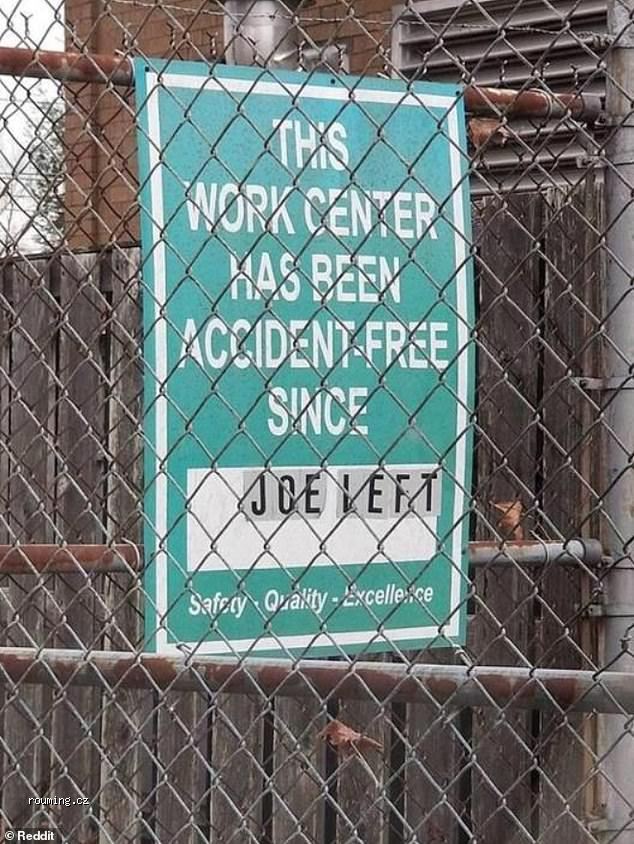 THIS
WORK CENTER
HAS BEEN
ACCIDENT-FREE
SINCE
JOE LEFT
Safety - Quality - Excellence
rouming.cz
© Reddit